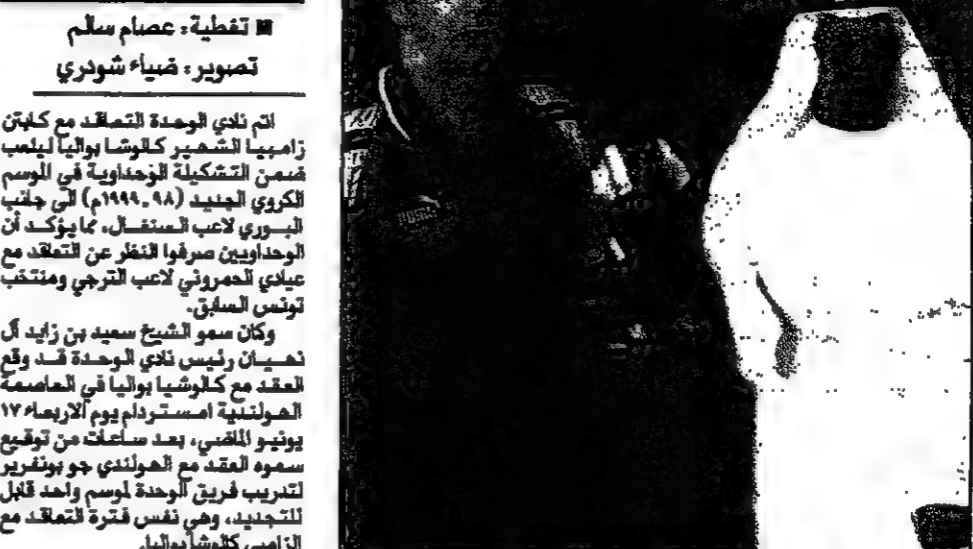 ■ تغطية: عصام سالم
تصوير: ضياء شودري
اتم نادي الوحدة التعاقد مع كابتن
زامبيا الشهير كالوشا بواليا ليلعب
ضمن التشكيلة الوحداوية في الموسم
الكروي الجديد (٩٨ ـ ١٩٩٩م) الى جانب
البوري لاعب السنغال، مما يؤكد أن
الوحداويين صرفوا النظر عن التعاقد مع
عيادي الحمروني لاعب الترجي ومنتخب
تونس السابق.
وكان سمو الشيخ سعيد بن زايد آل
نهيان رئيس نادي الوحدة قد وقع
العقد مع كالوشيا بواليا في العاصمة
الهولندية امستردام يوم الاربعاء ١٧
يونيو الماضي، بعد ساعات من توقيع
سموه العقد مع الهولندي جو بونفرير
لتدريب فريق الوحدة لموسم واحد قابل
للتجديد، وهي نفس فترة التعاقد مع
الزامبي كالوشا بواليا.